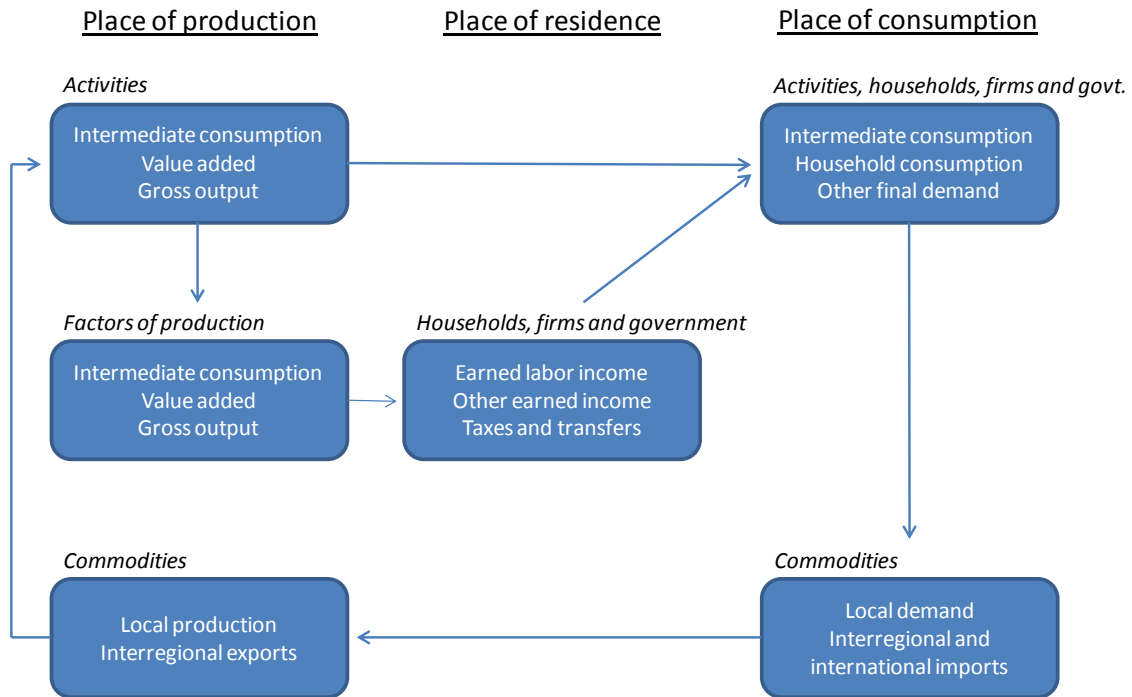 Place of production
Place of residence
Place of consumption
Activities
Activities, households, firms and govt.
Intermediate consumption
Value added
Gross output
Intermediate consumption
Household consumption
Other final demand
Factors of production
Households, firms and government
Intermediate consumption
Value added
Gross output
Earned labor income
Other earned income
Taxes and transfers
Commodities
Commodities
Local production
Interregional exports
Local demand
Interregional and
international imports